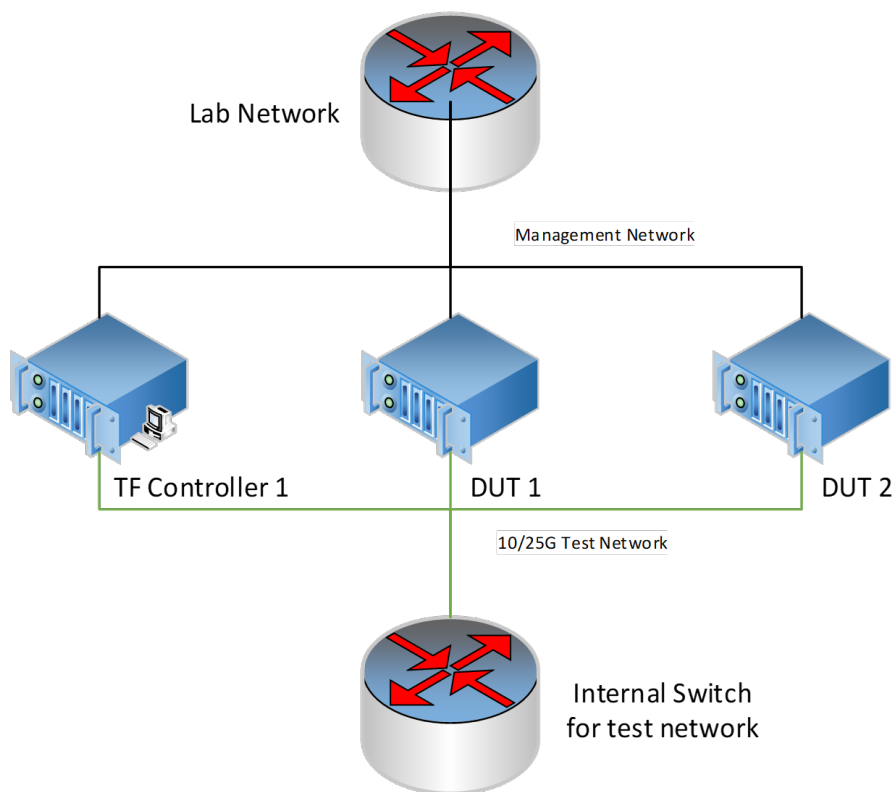 Lab Network
Management Network
TF Controller 1
DUT 1
DUT 2
10/25G Test Network
Internal Switch
for test network